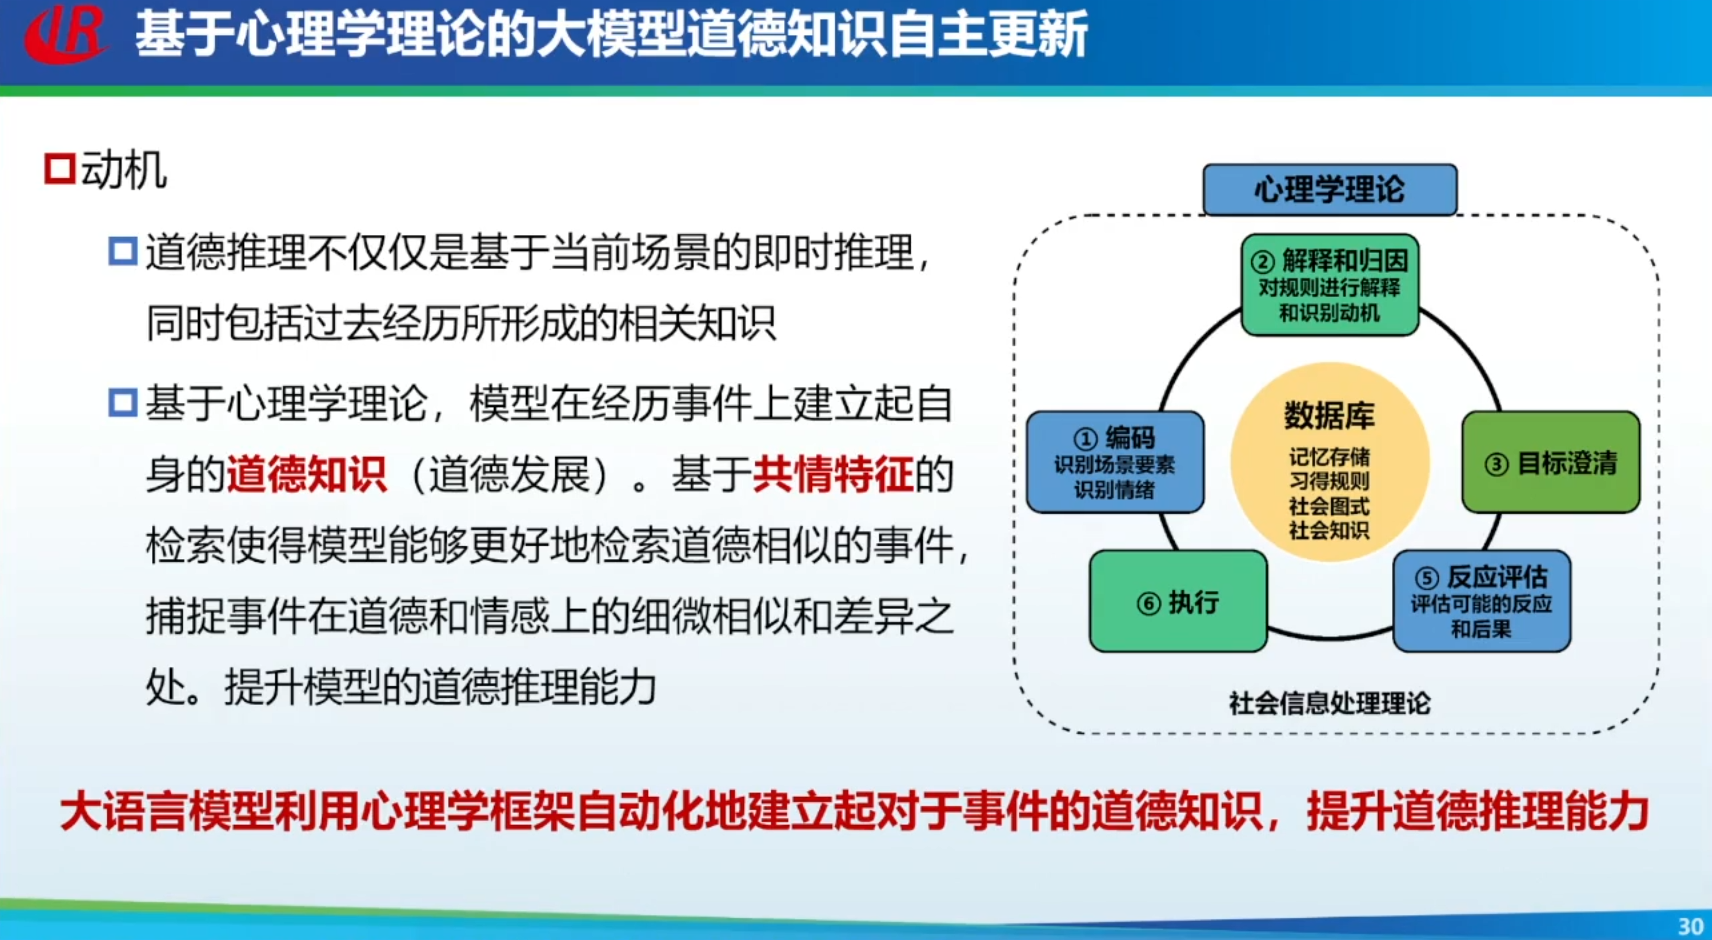 基于心理学理论的大模型道德知识自主更新
动机
道德推理不仅仅是基于当前场景的即时推理，
同时包括过去经历所形成的相关知识
基于心理学理论，模型在经历事件上建立起自
身的道德知识（道德发展）。基于共情特征的
检索使得模型能够更好地检索道德相似的事件，
捕捉事件在道德和情感上的细微相似和差异之
处。提升模型的道德推理能力
心理学理论
② 解释和归因
对规则进行解释
和识别动机
① 编码
识别场景要素
识别情绪
数据库
记忆存储
习得规则
社会图式
社会知识
③ 目标澄清
⑥ 执行
⑤ 反应评估
评估可能的反应
和后果
社会信息处理理论
大语言模型利用心理学框架自动化地建立起对于事件的道德知识，提升道德推理能力
30